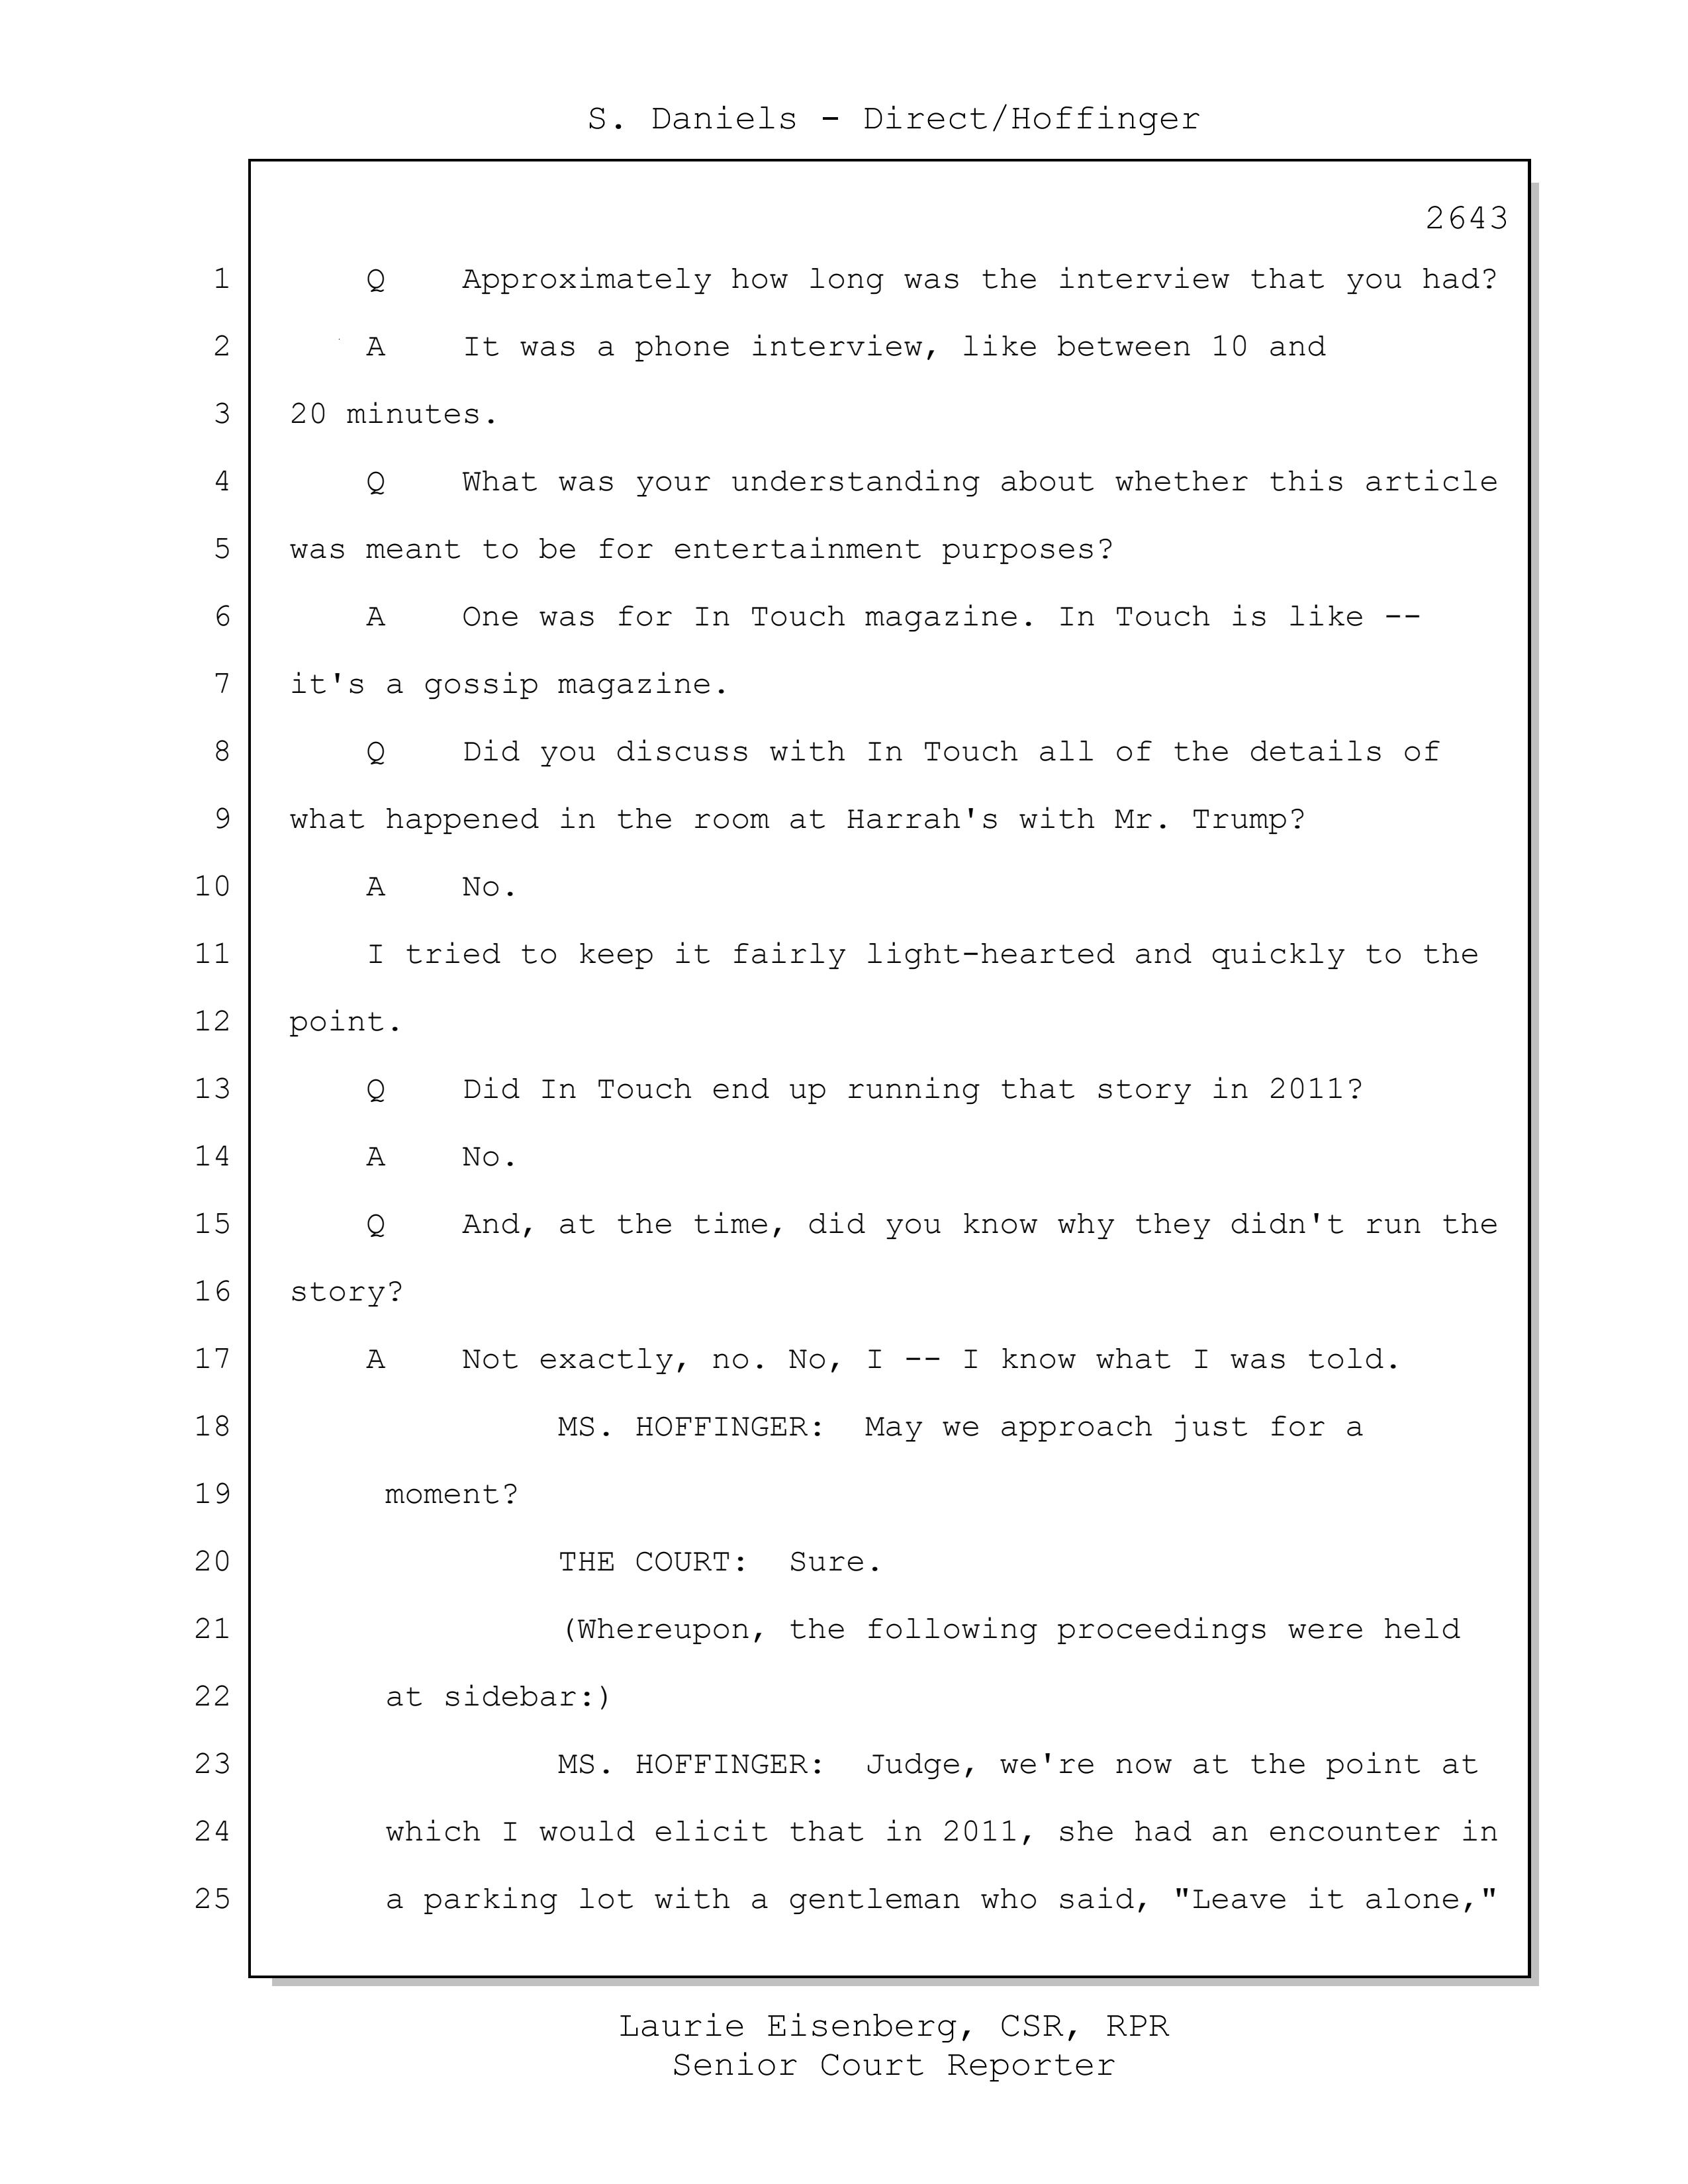 S. Daniels - Direct/Hoffinger
2643
1 Q Approximately how long was the interview that you had?
2 A It was a phone interview, like between 10 and
3 20 minutes.
4 Q What was your understanding about whether this article
5 was meant to be for entertainment purposes?
6 A One was for In Touch magazine. In Touch is like --
7 it's a gossip magazine.
8 Q Did you discuss with In Touch all of the details of
9 what happened in the room at Harrah's with Mr. Trump?
10 A No.
11 I tried to keep it fairly light-hearted and quickly to the
12 point.
13 Q Did In Touch end up running that story in 2011?
14 A No.
15 Q And, at the time, did you know why they didn't run the
16 story?
17 A Not exactly, no. No, I -- I know what I was told.
18 MS. HOFFINGER: May we approach just for a
19 moment?
20 THE COURT: Sure.
21 (Whereupon, the following proceedings were held
22 at sidebar:)
23 MS. HOFFINGER: Judge, we're now at the point at
24 which I would elicit that in 2011, she had an encounter in
25 a parking lot with a gentleman who said, "Leave it alone,"
Laurie Eisenberg, CSR, RPR
Senior Court Reporter